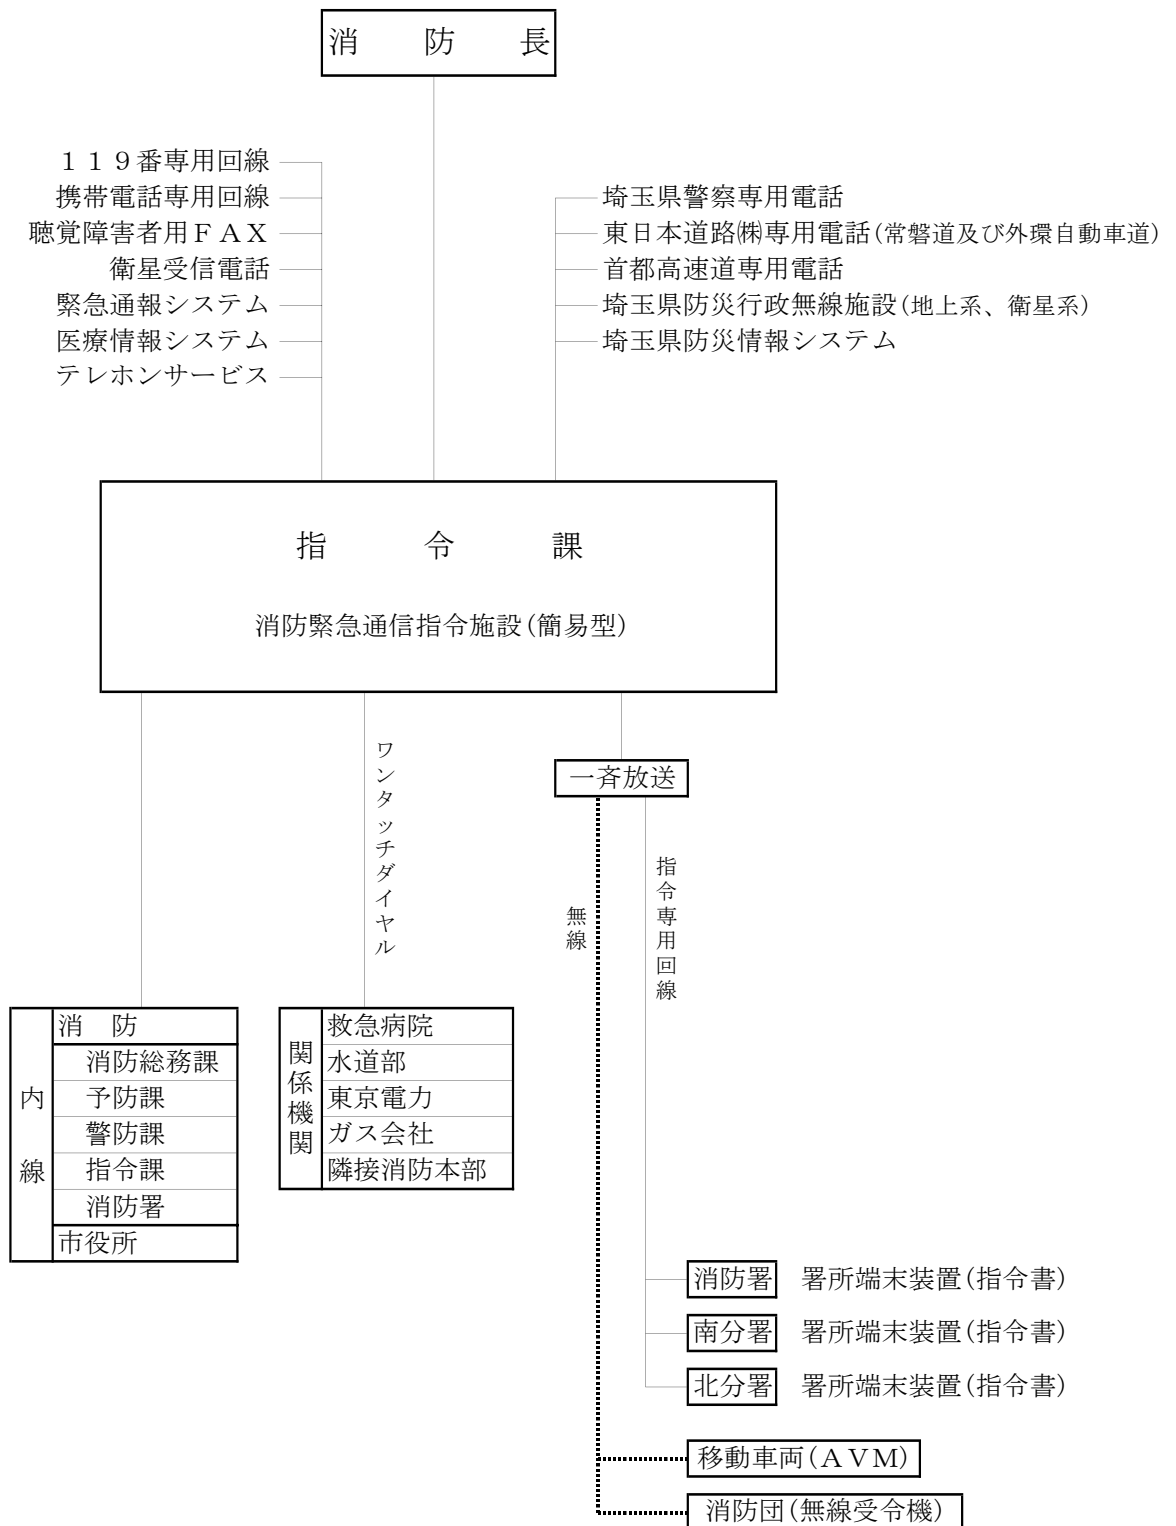 消　防　長
１１９番専用回線
携帯電話専用回線
聴覚障害者用ＦＡＸ
衛星受信電話
緊急通報システム
医療情報システム
テレホンサービス
埼玉県警察専用電話
東日本道路㈱専用電話(常磐道及び外環自動車道)
首都高速道専用電話
埼玉県防災行政無線施設(地上系、衛星系)
埼玉県防災情報システム
指　令　課
消防緊急通信指令施設(簡易型)
ワンタッチダイヤル
一斉放送
無線
指令専用回線
内線
消　防
消防総務課
予防課
警防課
指令課
消防署
市役所
関係機関
救急病院
水道部
東京電力
ガス会社
隣接消防本部
消防署　署所端末装置(指令書)
南分署　署所端末装置(指令書)
北分署　署所端末装置(指令書)
移動車両(ＡＶＭ)
消防団(無線受令機)